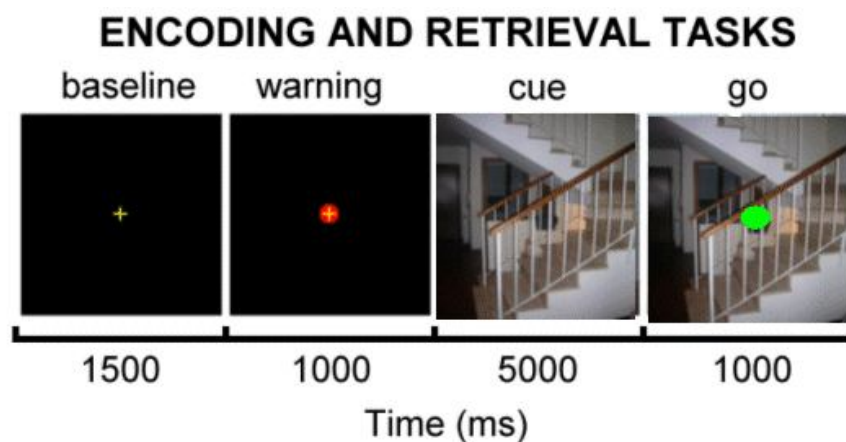 ENCODING AND RETRIEVAL TASKS
baseline warning cue go
1500 1000 5000 1000
Time (ms)